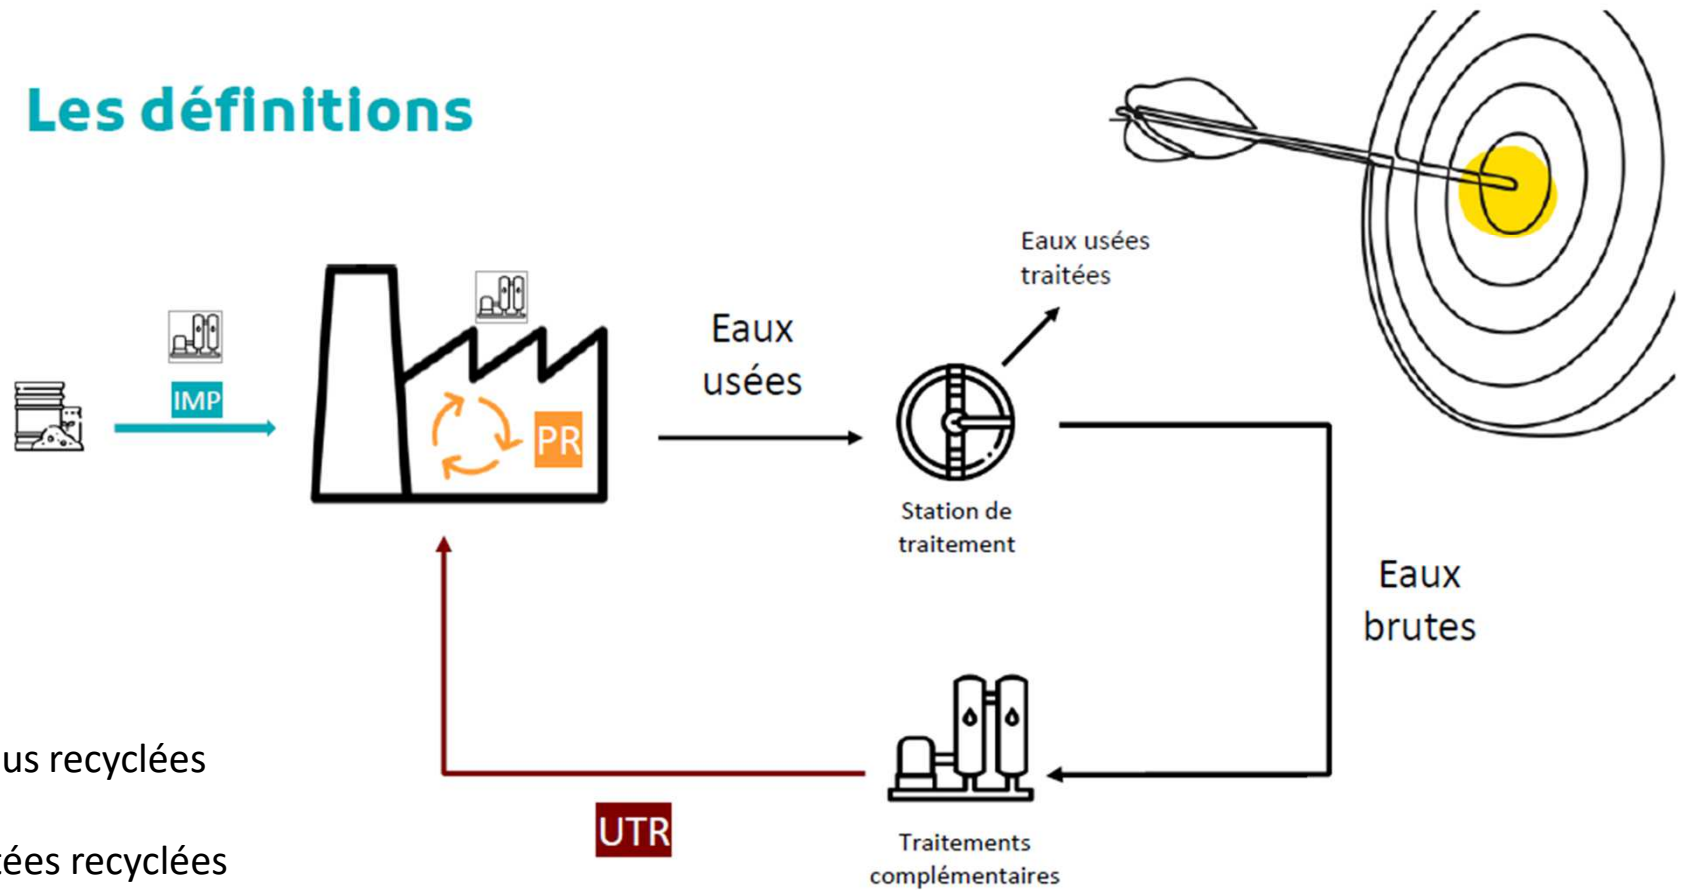 Les définitions
Eaux usées
traitées
Eaux
usées
IMP
PR
Station de
traitement
Eaux
brutes
us recyclées
UTR
Traitements
ées recyclées
complémentaires